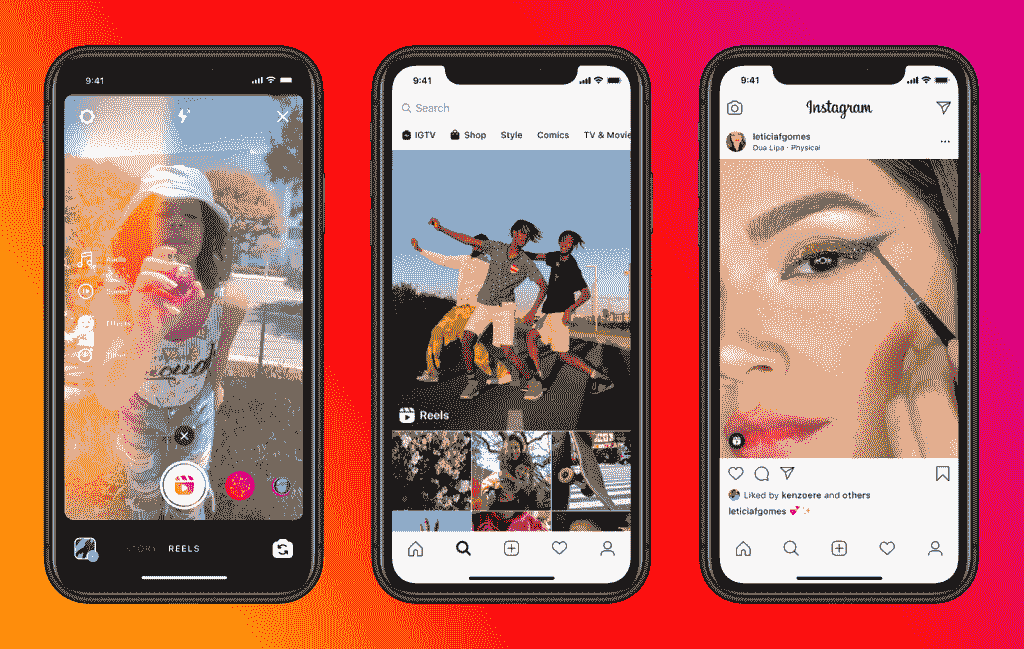 9:41
STORY REELS
9:41
Search
IGTV Shop Style Comics TV & Movie
Reels
9:41
Instagram
leticiafgomes
Dua Lipa · Physical
Liked by kenzoere and others
leticiafgomes 💕✨